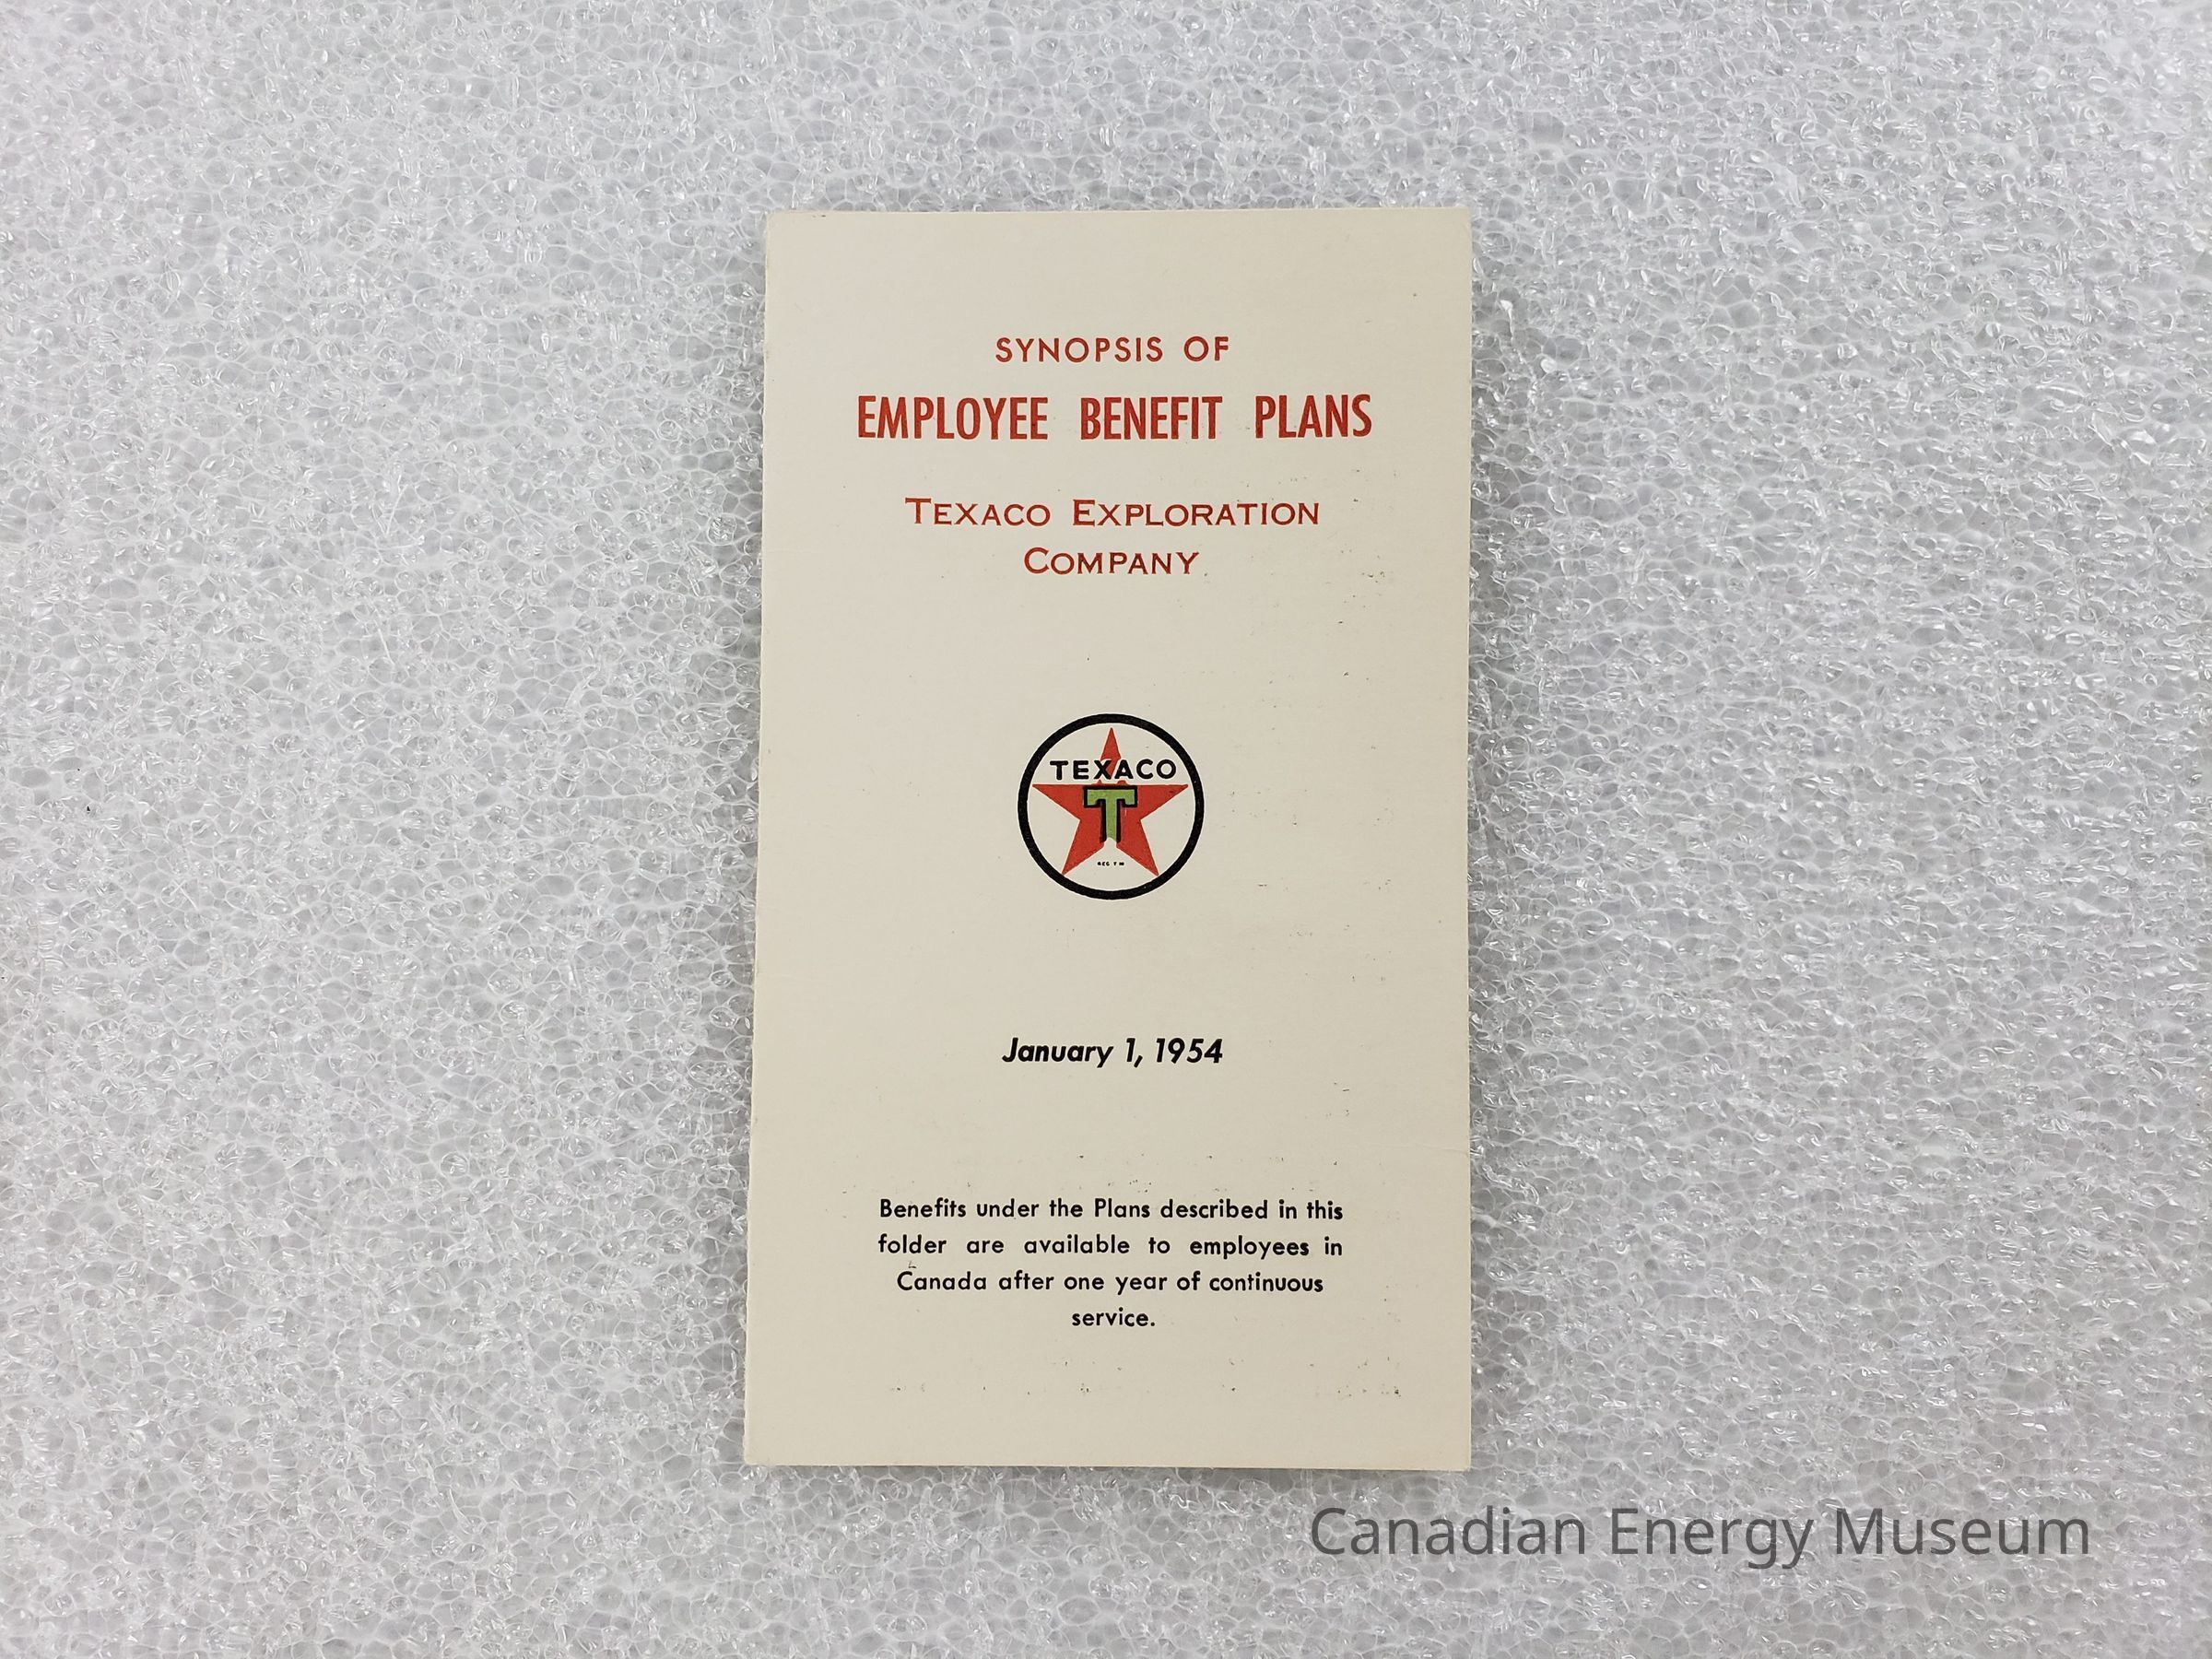 SYNOPSIS OF
EMPLOYEE BENEFIT PLANS
TEXACO EXPLORATION
COMPANY
TEXACO
T
REG T M
January 1, 1954
Benefits under the Plans described in this
folder are available to employees in
Canada after one year of continuous
service.
Canadian Energy Museum